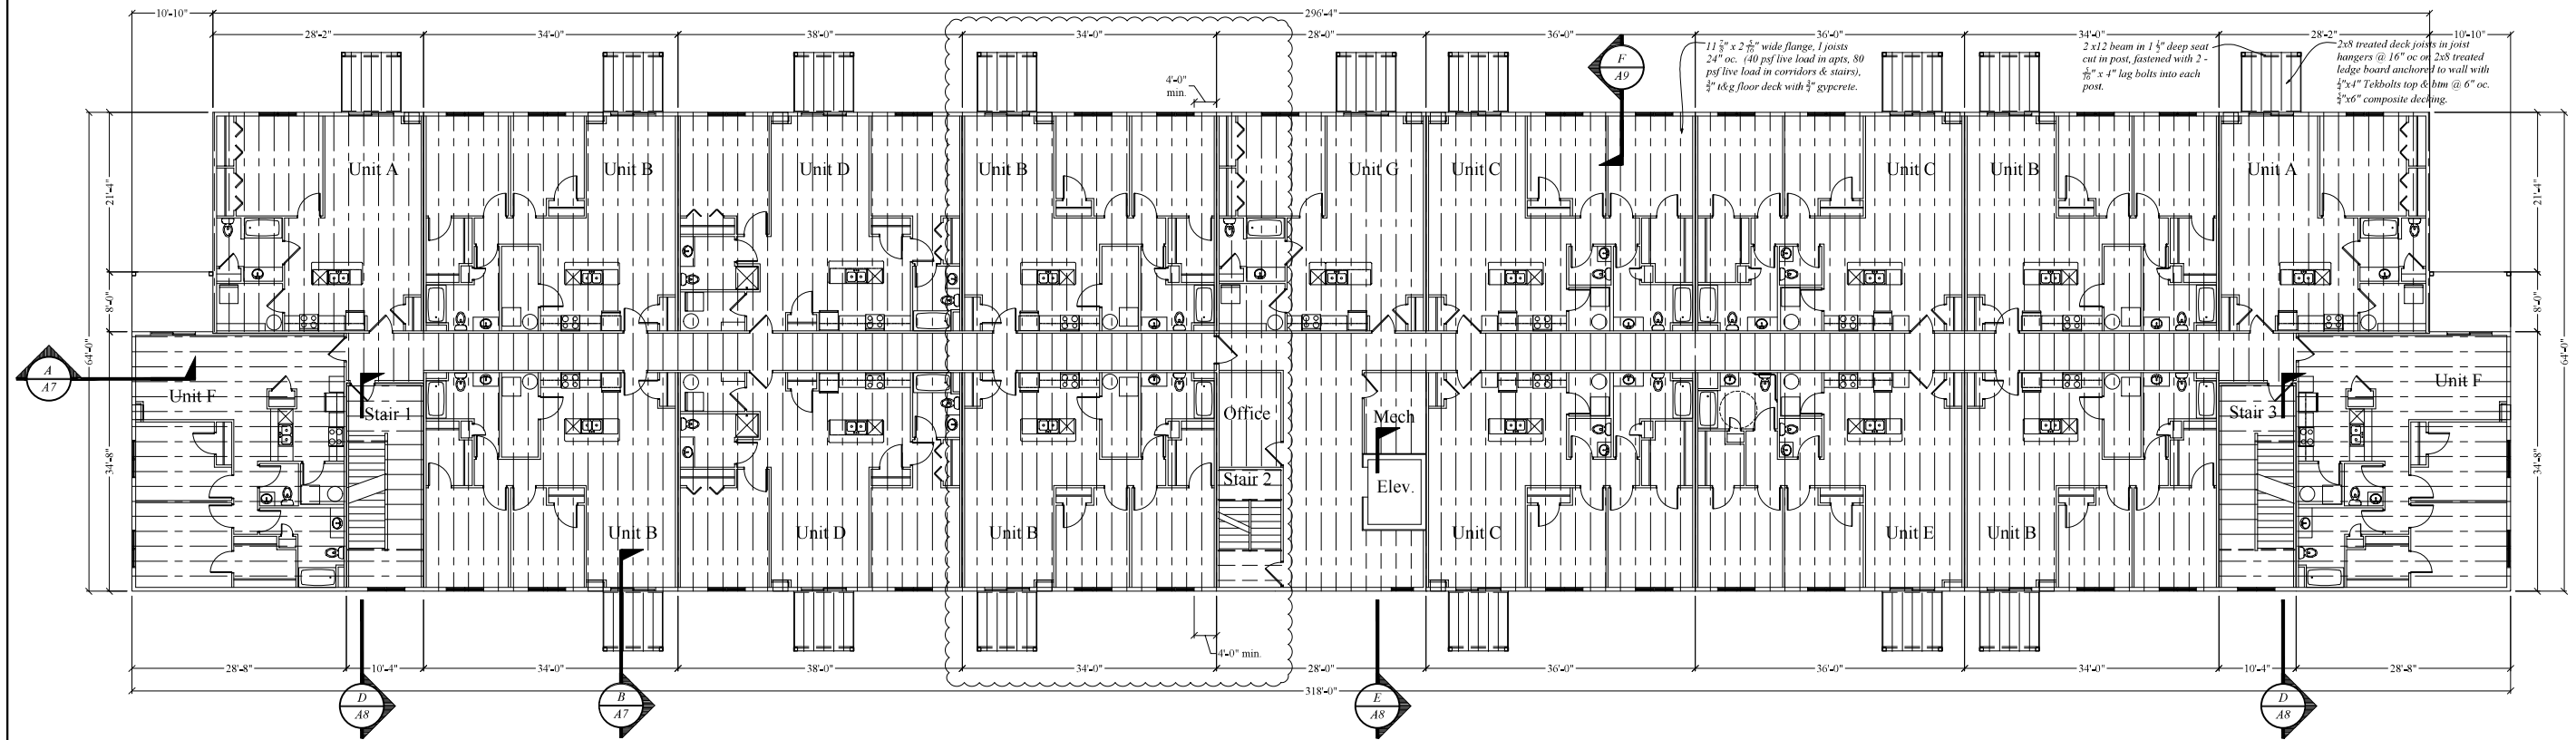 10'-10"
296'-4"
28'-2"
34'-0"
38'-0"
34'-0"
28'-0"
36'-0"
36'-0"
34'-0"
28'-2"
10'-10"
4'-0"
min.
F
A9
11 7/8" x 2 5/16" wide flange, I joists
24" oc. (40 psf live load in apts, 80
psf live load in corridors & stairs),
3/4" t&g floor deck with 3/4" gypcrete.
2 x12 beam in 1 1/2" deep seat
cut in post, fastened with 2 -
5/16" x 4" lag bolts into each
post.
2x8 treated deck joists in joist
hangers @ 16" oc on 2x8 treated
ledge board anchored to wall with
1/4"x4" Tekbolts top & btm @ 6" oc.
5/4"x6" composite decking.
Unit A
Unit B
Unit D
Unit B
Unit G
Unit C
Unit C
Unit B
Unit A
21'-4"
8'-0"
64'-0"
34'-8"
21'-4"
8'-0"
64'-0"
34'-8"
A
A7
Unit F
Stair 1
Office
Mech
Stair 3
Unit F
Stair 2
Elev.
Unit B
Unit D
Unit B
Unit C
Unit E
Unit B
4'-0" min.
28'-8"
10'-4"
34'-0"
38'-0"
34'-0"
28'-0"
36'-0"
36'-0"
34'-0"
10'-4"
28'-8"
318'-0"
D
A8
B
A7
E
A8
D
A8